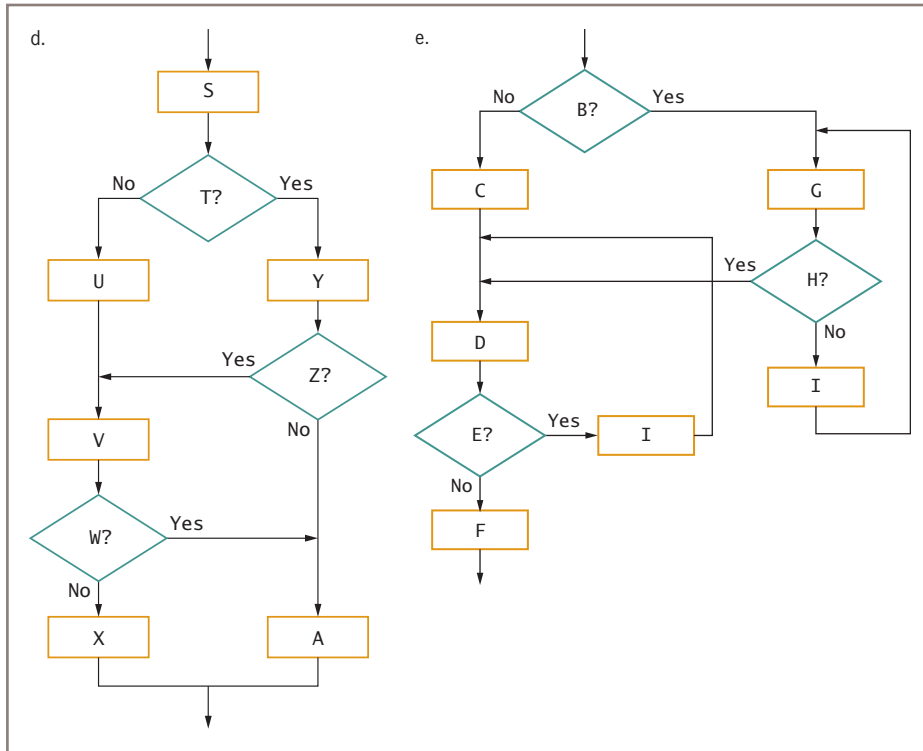 d.
S
T?
No
Yes
U
Y
Z?
Yes
No
V
W?
Yes
No
X
A
e.
B?
No
Yes
C
G
H?
Yes
No
D
I
E?
Yes
I
No
F